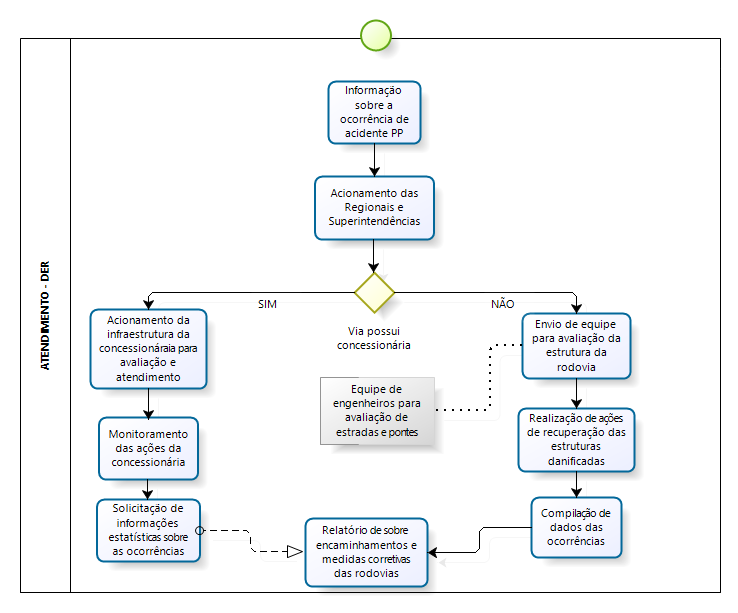 ATENDIMENTO - DER
Informação
sobre a
ocorrência de
acidente PP
Acionamento das
Regionais e
Superintendências
SIM
NÃO
Via possui
concessionária
Acionamento da
infraestrutura da
concessionáraia para
avaliação e
atendimento
Envio de equipe
para avaliação da
estrutura da
rodovia
Equipe de
engenheiros para
avaliação de
estradas e pontes
Monitoramento
das ações da
concessionária
Realização de ações
de recuperação das
estruturas
danificadas
Solicitação de
informações
estatísticas sobre
as ocorrências
Relatório de sobre
encaminhamentos e
medidas corretivas
das rodovias
Compilação de
dados das
ocorrências